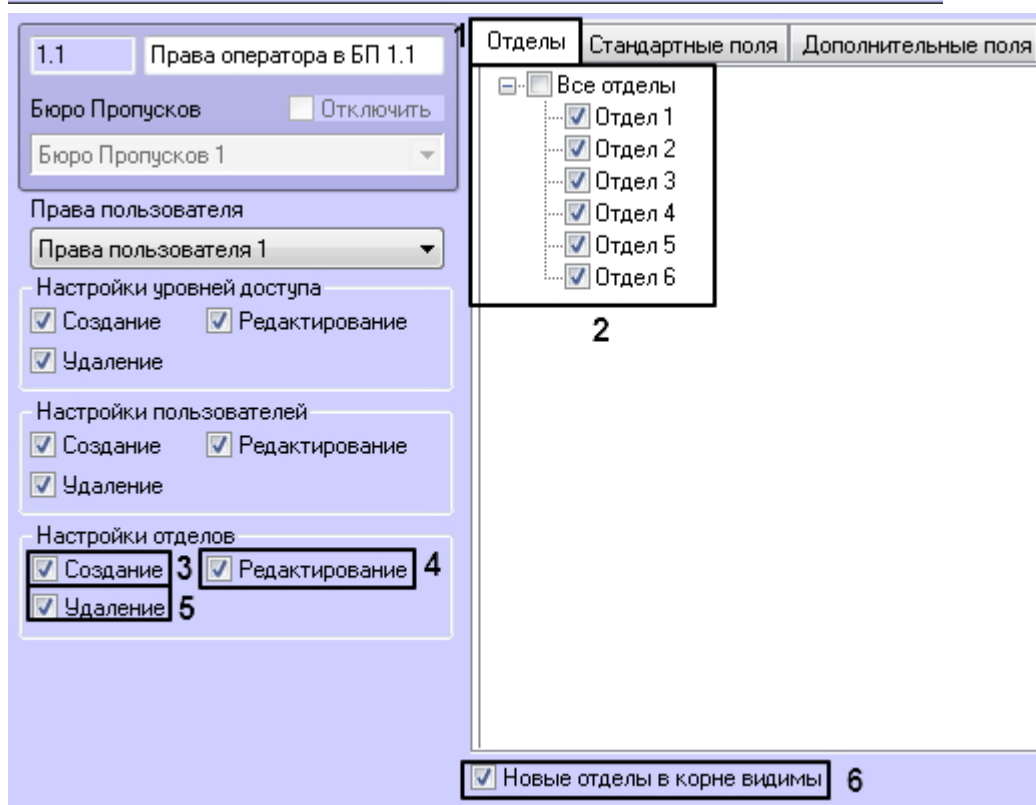 1.1 Права оператора в БП 1.1
Бюро Пропусков Отключить
Бюро Пропусков 1
Права пользователя
Права пользователя 1
Настройки уровней доступа
Создание Редактирование
Удаление
Настройки пользователей
Создание Редактирование
Удаление
Настройки отделов
Создание 3 Редактирование 4
Удаление 5
1 Отделы Стандартные поля Дополнительные поля
Все отделы
Отдел 1
Отдел 2
Отдел 3
Отдел 4
Отдел 5
Отдел 6
2
Новые отделы в корне видимы 6